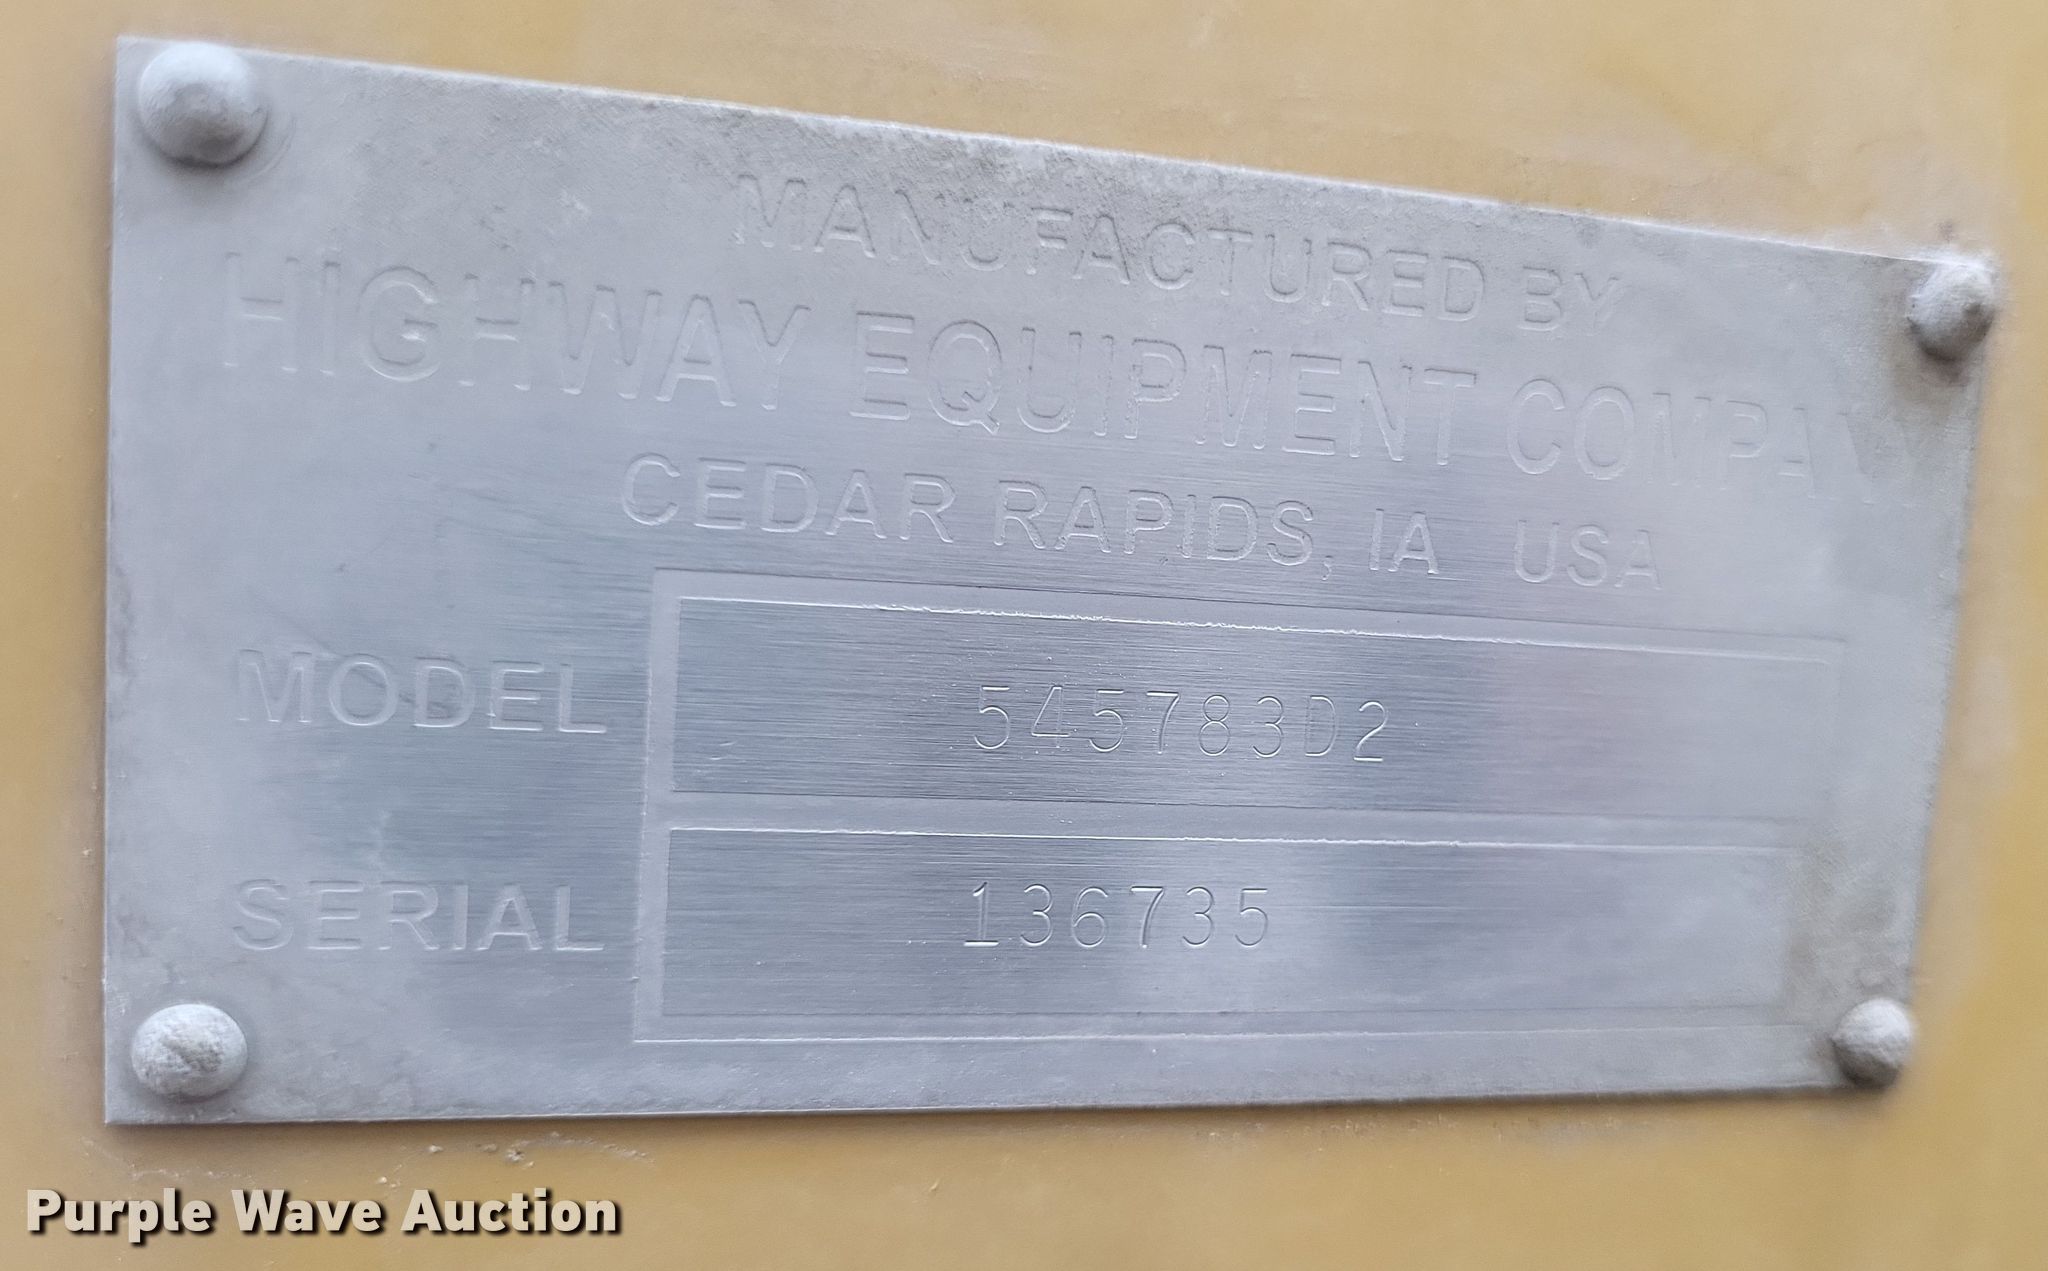 MANUFACTURED BY
HIGHWAY EQUIPMENT COMPANY
CEDAR RAPIDS, IA USA
MODEL 545783D2
SERIAL 136735
Purple Wave Auction